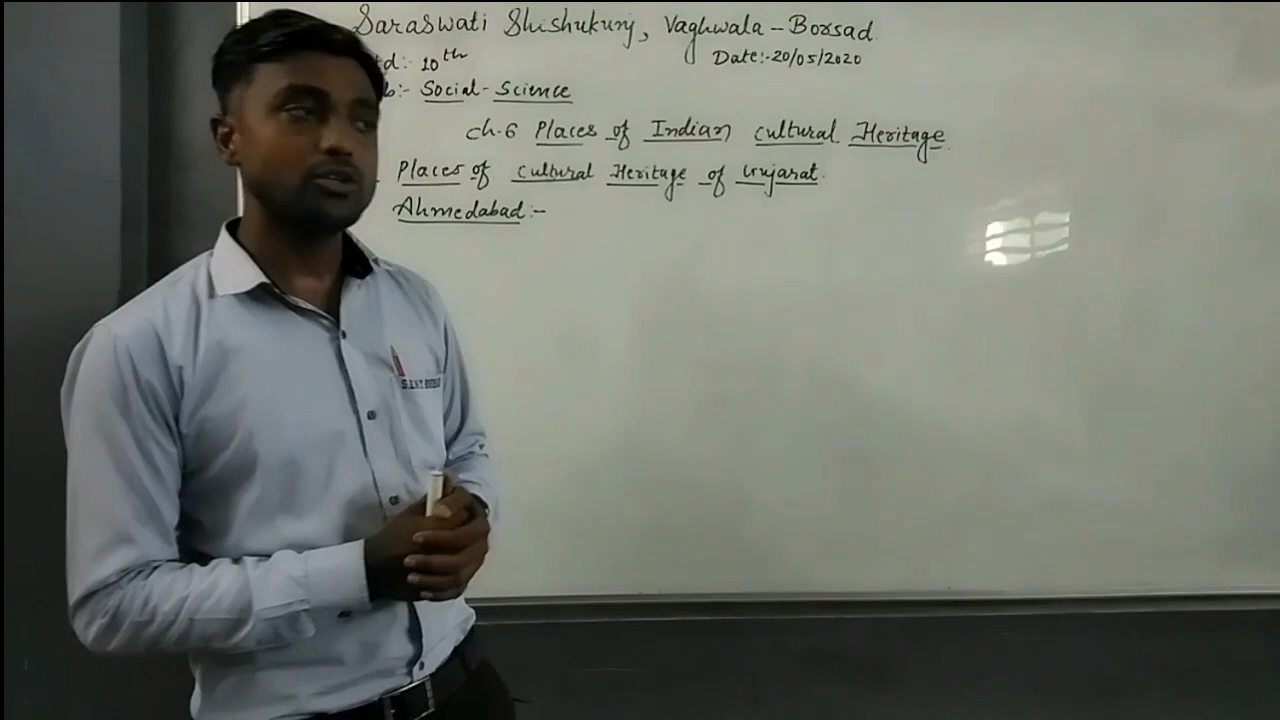 Saraswati Shishukunj, Vaghwala - Borsad
td:- 10th
Date:-20/05/2020
b:- Social-Science
Ch.6 Places of Indian cultural Heritage.
Places of cultural Heritage of Gujarat.
Ahmedabad:-